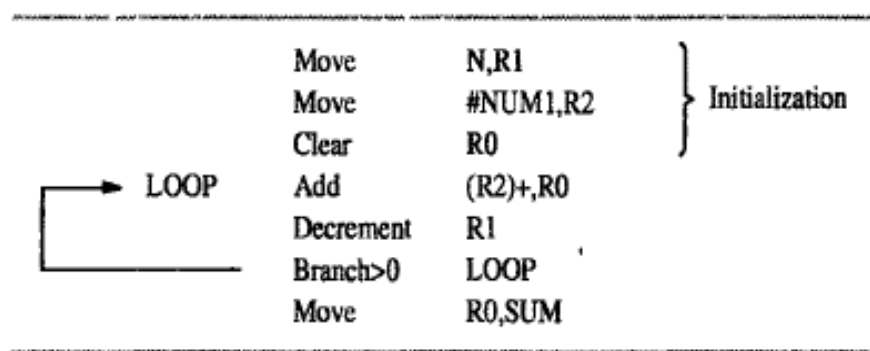 Move N,R1
Move #NUM1,R2 Initialization
Clear R0
LOOP Add (R2)+,R0
Decrement R1
Branch>0 LOOP
Move R0,SUM